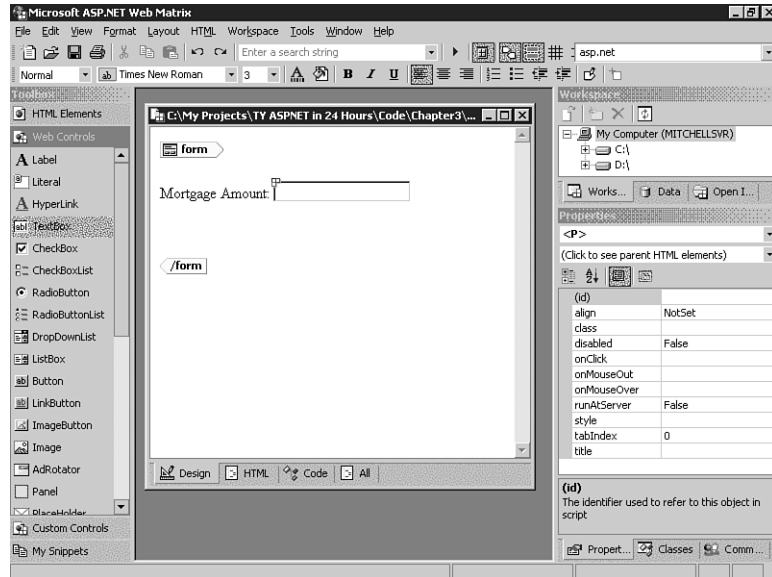 Microsoft ASP.NET Web Matrix
File Edit View Format Layout HTML Workspace Tools Window Help
Enter a search string
asp.net
Normal
ab Times New Roman
3
A B I U
Toolbox
HTML Elements
Web Controls
A Label
Literal
A HyperLink
abl TextBox
CheckBox
CheckBoxList
RadioButton
RadioButtonList
DropDownList
ListBox
ab Button
ab LinkButton
ImageButton
Image
AdRotator
Panel
PlaceHolder
Custom Controls
My Snippets
C:\My Projects\TY ASPNET in 24 Hours\Code\Chapter3\...
form
Mortgage Amount:
/form
Design HTML Code All
Workspace
My Computer (MITCHELLSVR)
C:\
D:\
Works... Data Open I...
Properties
<P>
(Click to see parent HTML elements)
(id)
align NotSet
class
disabled False
onClick
onMouseOut
onMouseOver
runAtServer False
style
tabIndex 0
title
(id)
The identifier used to refer to this object in
script
Propert... Classes Comm...